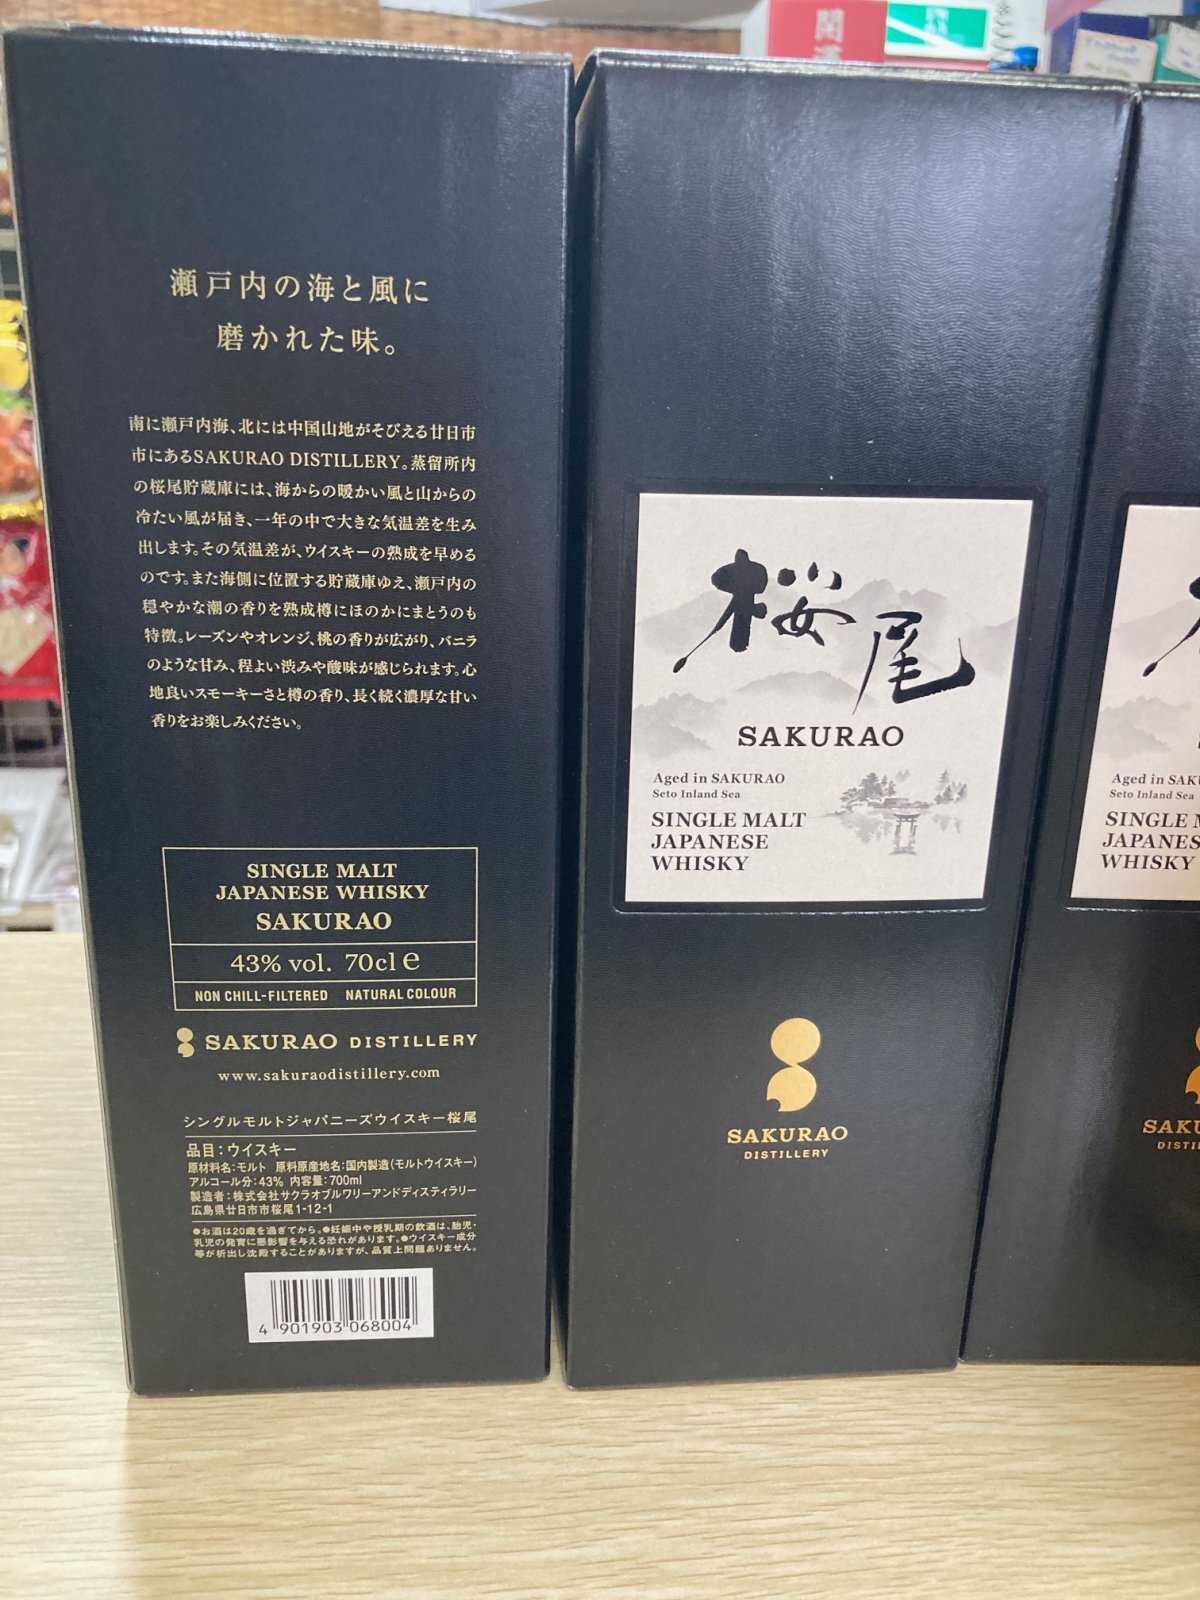 瀬戸内の海と風に
磨かれた味。
南に瀬戸内海、北には中国山地がそびえる廿日市
市にあるSAKURAO DISTILLERY。蒸留所内
の桜尾貯蔵庫には、海からの暖かい風と山からの
冷たい風が届き、一年の中で大きな気温差を生み
出します。その気温差が、ウイスキーの熟成を早める
のです。また海側に位置する貯蔵庫ゆえ、瀬戸内の
穏やかな潮の香りを熟成樽にほのかにまとうのも
特徴。レーズンやオレンジ、桃の香りが広がり、バニラ
のような甘み、程よい渋みや酸味が感じられます。心
地良いスモーキーさと樽の香り、長く続く濃厚な甘い
香りをお楽しみください。
SINGLE MALT
JAPANESE WHISKY
SAKURAO
43% vol. 70cl e
NON CHILL-FILTERED NATURAL COLOUR
SAKURAO DISTILLERY
www.sakuraodistillery.com
シングルモルトジャパニーズウイスキー桜尾
品目：ウイスキー
原材料名：モルト 原料原産地名：国内製造（モルトウイスキー）
アルコール分：43% 内容量：700ml
製造者：株式会社サクラオブルワリーアンドディスティラリー
広島県廿日市市桜尾1-12-1
●お酒は20歳を過ぎてから。●妊娠中や授乳期の飲酒は、胎児・
乳児の発育に悪影響を与える恐れがあります。●ウイスキー成分
等が析出し沈殿することがありますが、品質上問題ありません。
4 901903 068004
桜尾
SAKURAO
Aged in SAKURAO
Seto Inland Sea
SINGLE MALT
JAPANESE
WHISKY
SAKURAO
DISTILLERY
Aged in SAKURAO
Seto Inland Sea
SINGLE M
JAPANES
WHISKY
SAKU
DISTI
開運